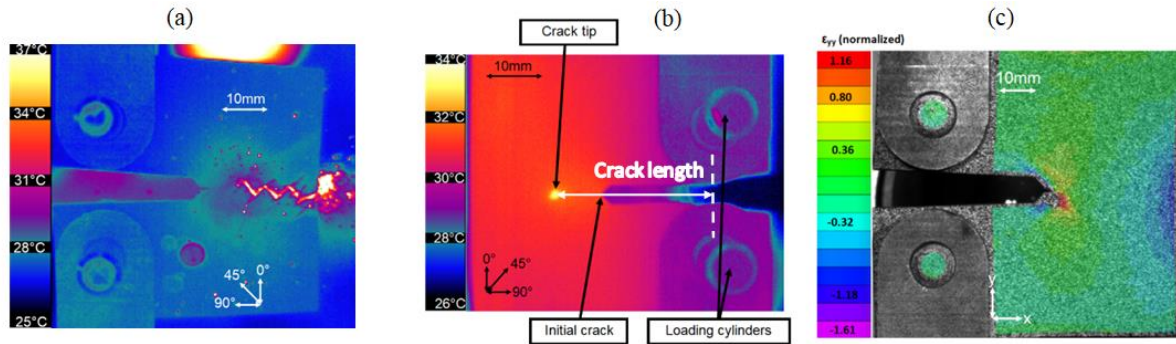 (a)
37°C
34°C
31°C
28°C
25°C
10mm
45°
0°
90°
(b)
Crack tip
34°C
32°C
30°C
28°C
26°C
10mm
Crack length
0°
45°
90°
Initial crack
Loading cylinders
(c)
εyy (normalized)
1.16
0.80
0.36
-0.32
-1.18
-1.61
10mm
y
x